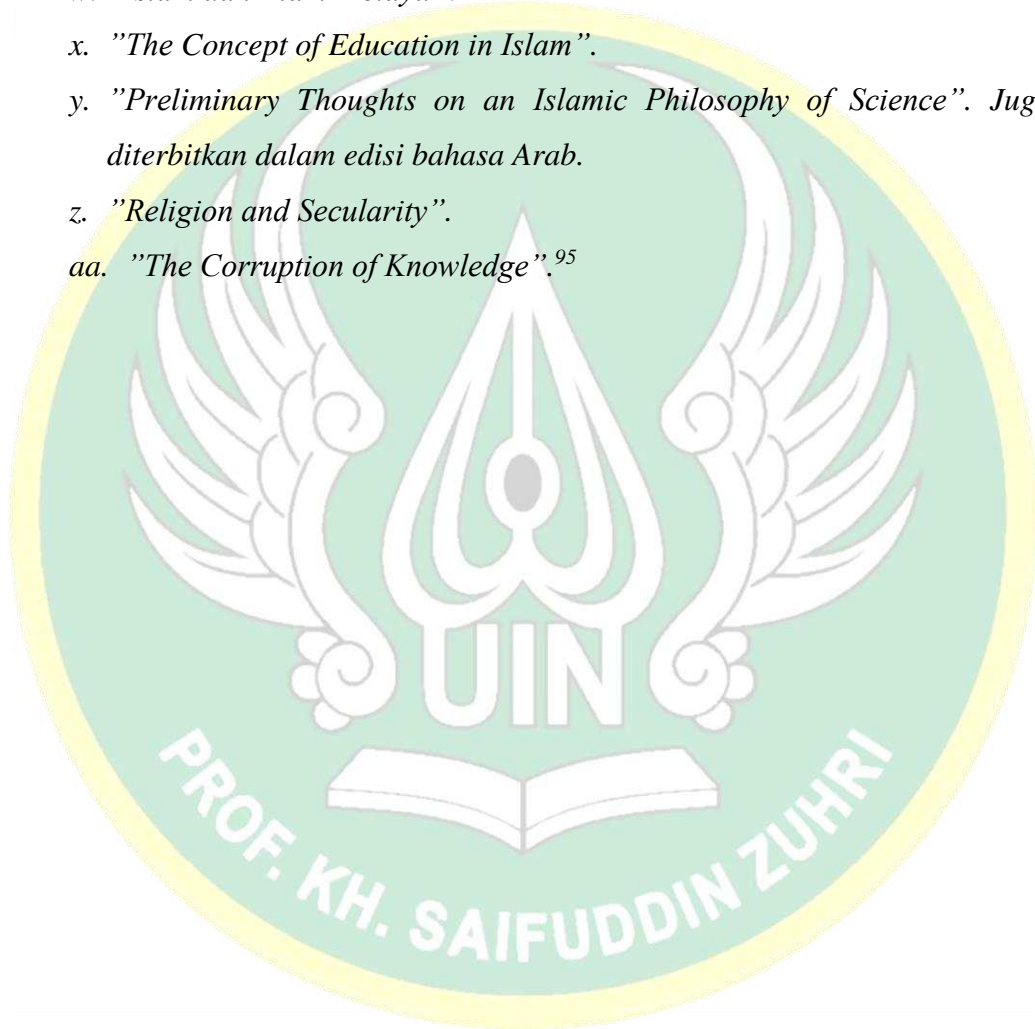 x. ”The Concept of Education in Islam”.
y. ”Preliminary Thoughts on an Islamic Philosophy of Science”. Jug
diterbitkan dalam edisi bahasa Arab.
z. ”Religion and Secularity”.
aa. ”The Corruption of Knowledge”.95
UIN
PROF. KH. SAIFUDDIN ZUHRI